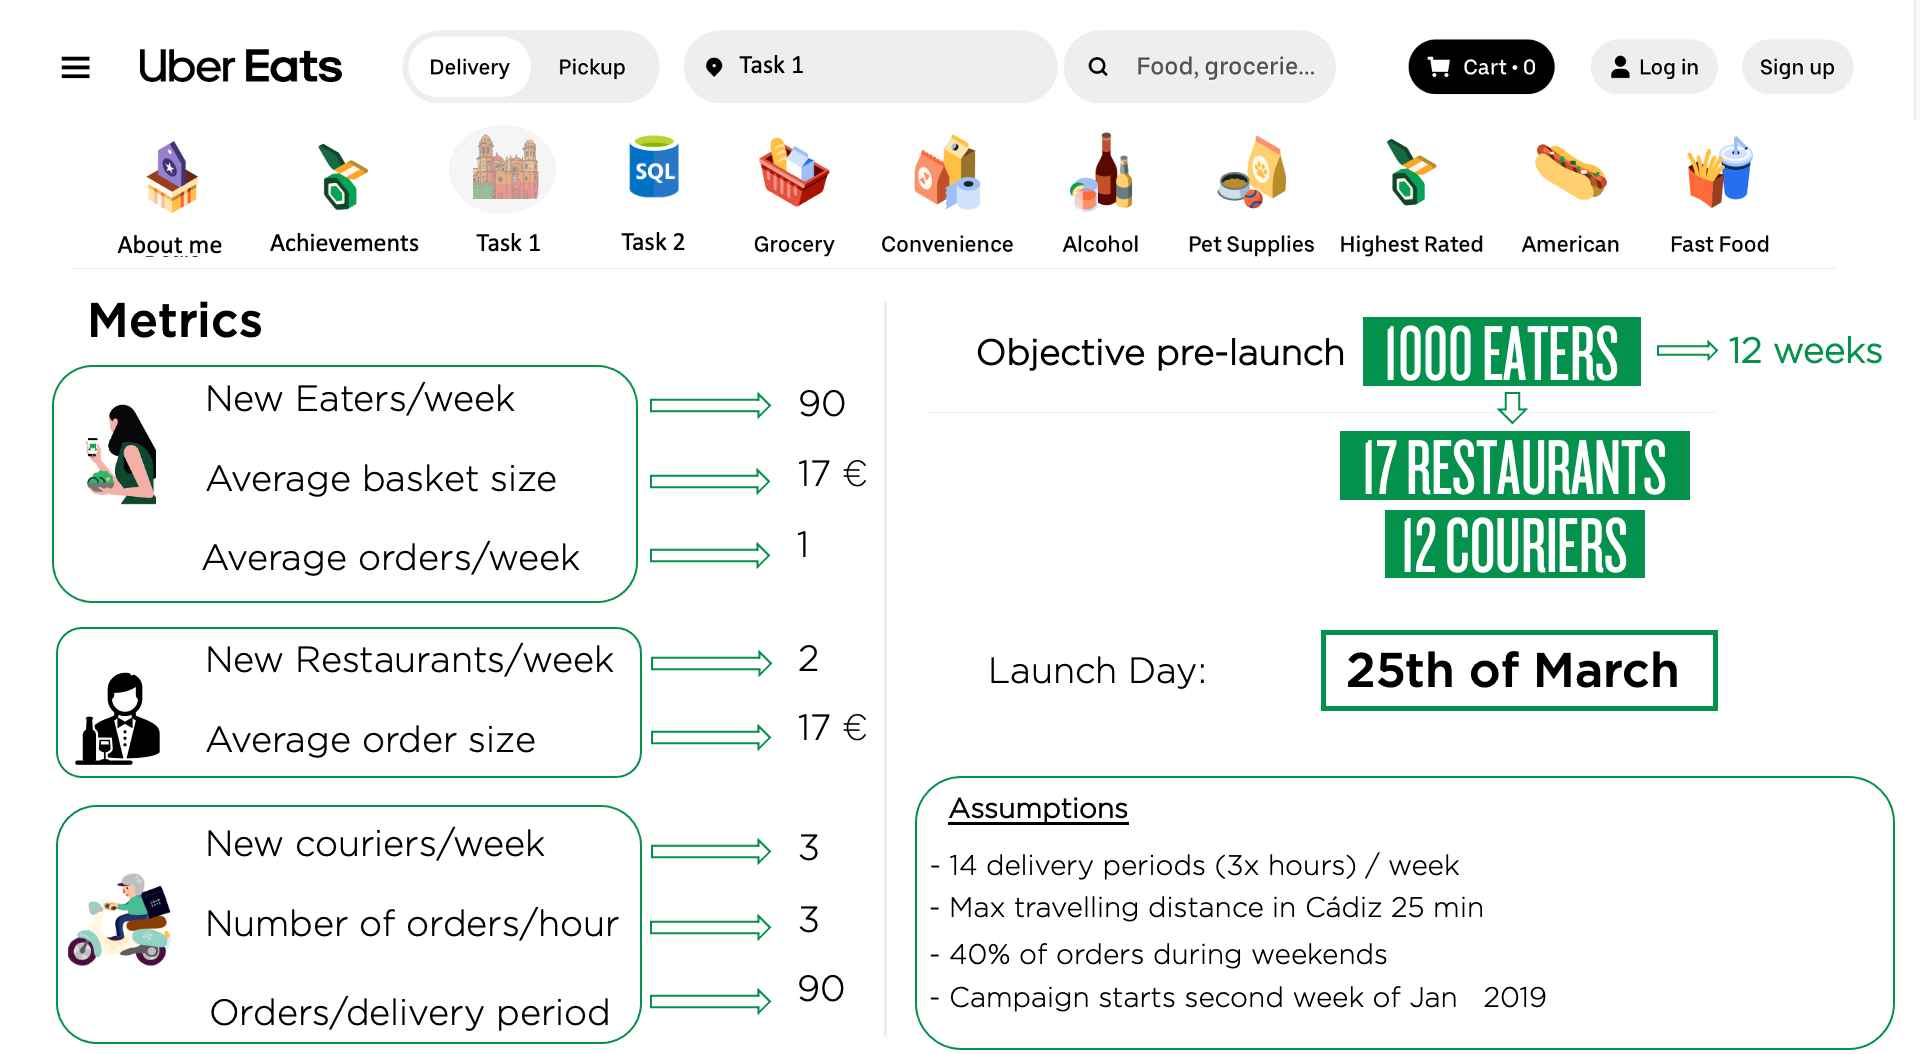 Uber Eats
Delivery
Pickup
Task 1
Food, grocerie...
Cart • 0
Log in
Sign up
SQL
About me
Achievements
Task 1
Task 2
Grocery
Convenience
Alcohol
Pet Supplies
Highest Rated
American
Fast Food
Metrics
New Eaters/week
90
Average basket size
17 €
Average orders/week
1
New Restaurants/week
2
Average order size
17 €
New couriers/week
3
Number of orders/hour
3
Orders/delivery period
90
Objective pre-launch
1000 EATERS
12 weeks
17 RESTAURANTS
12 COURIERS
Launch Day:
25th of March
Assumptions
- 14 delivery periods (3x hours) / week
- Max travelling distance in Cádiz 25 min
- 40% of orders during weekends
- Campaign starts second week of Jan 2019